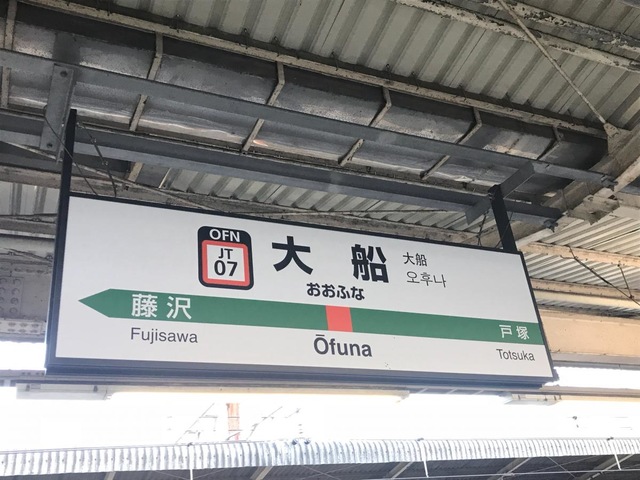 OFN
JT
07
大船
おおふな
大船
오후나
藤沢
Fujisawa
Ōfuna
戸塚
Totsuka